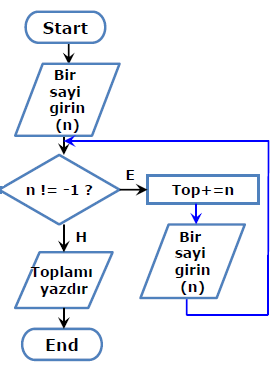 Start
Bir
sayi
girin
(n)
n != -1 ?
E
Top+=n
H
Bir
sayi
girin
(n)
Toplamı
yazdır
End